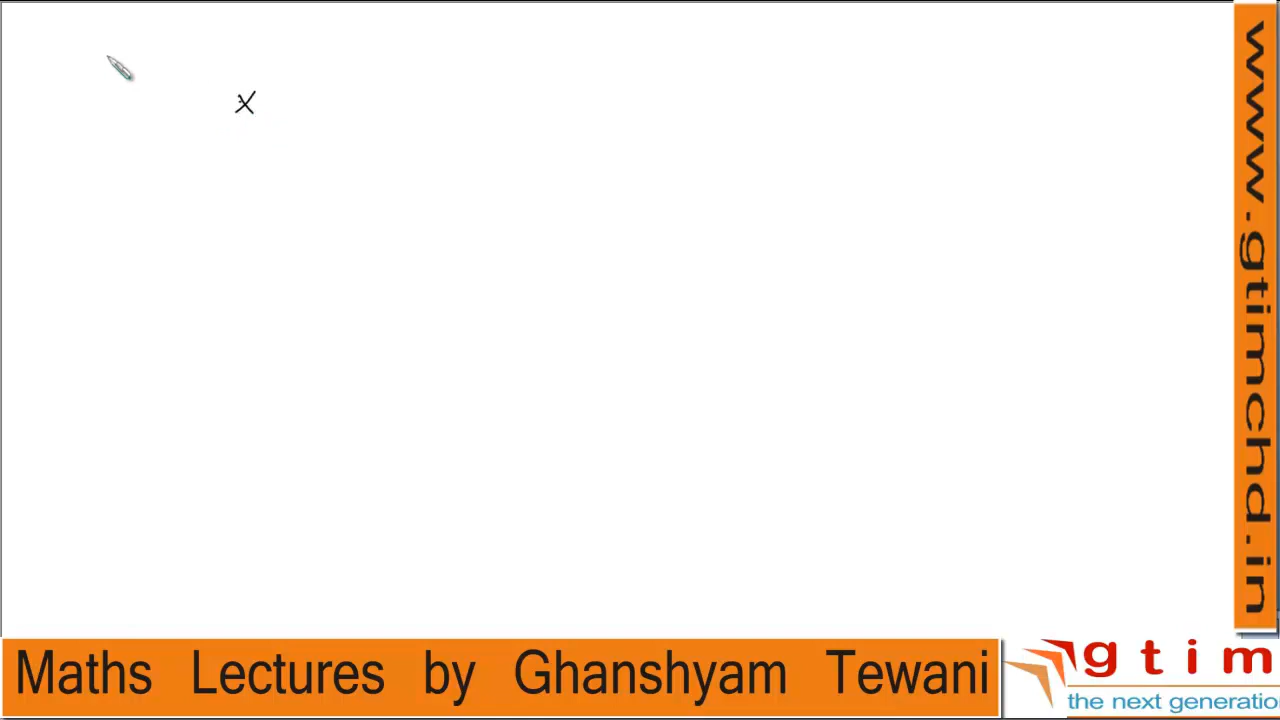 x
www.gtimchd.in
Maths Lectures by Ghanshyam Tewani
gtim
the next generatio